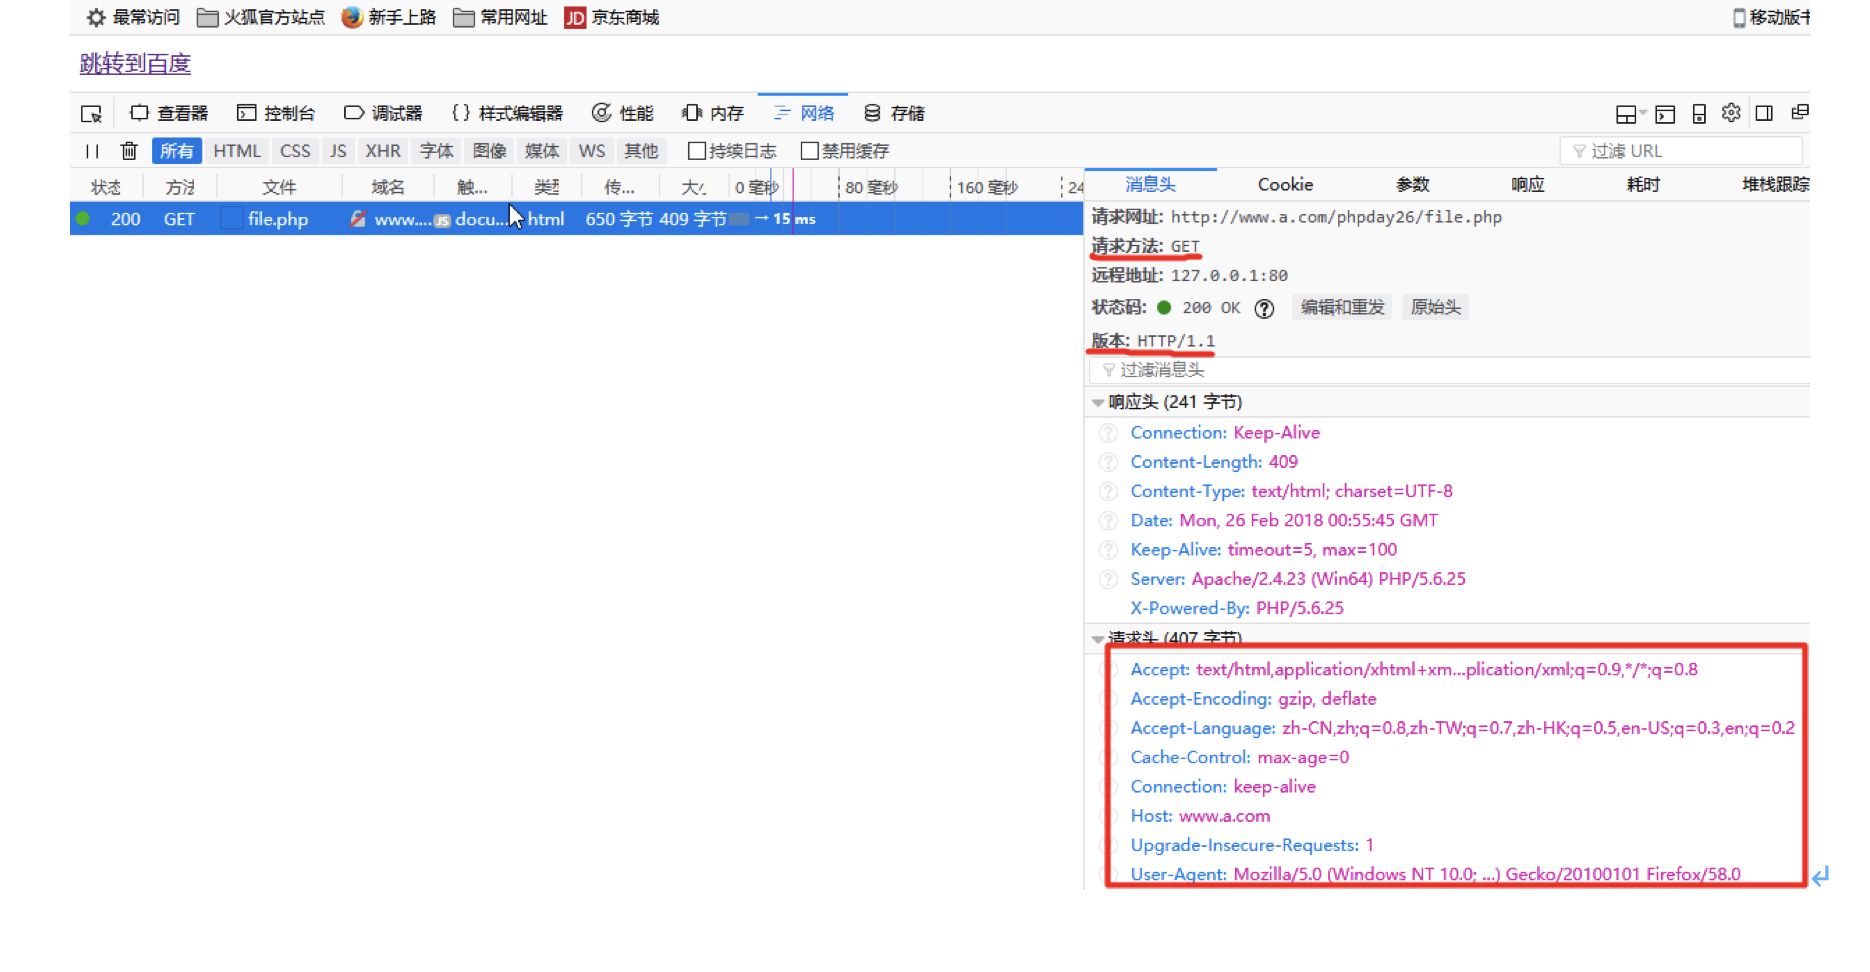 最常访问 火狐官方站点 新手上路 常用网址 JD 京东商城 移动版书
跳转到百度
查看器 控制台 调试器 {} 样式编辑器 性能 内存 网络 存储
所有 HTML CSS JS XHR 字体 图像 媒体 WS 其他 持续日志 禁用缓存 过滤 URL
状态 方法 文件 域名 触... 类型 传... 大小 0 毫秒 80 毫秒 160 毫秒 24
200 GET file.php www.... JS docu... html 650 字节 409 字节 → 15 ms
消息头 Cookie 参数 响应 耗时 堆栈跟踪
请求网址: http://www.a.com/phpday26/file.php
请求方法: GET
远程地址: 127.0.0.1:80
状态码: 200 OK ? 编辑和重发 原始头
版本: HTTP/1.1
过滤消息头
响应头 (241 字节)
Connection: Keep-Alive
Content-Length: 409
Content-Type: text/html; charset=UTF-8
Date: Mon, 26 Feb 2018 00:55:45 GMT
Keep-Alive: timeout=5, max=100
Server: Apache/2.4.23 (Win64) PHP/5.6.25
X-Powered-By: PHP/5.6.25
请求头 (407 字节)
Accept: text/html,application/xhtml+xm...plication/xml;q=0.9,*/*;q=0.8
Accept-Encoding: gzip, deflate
Accept-Language: zh-CN,zh;q=0.8,zh-TW;q=0.7,zh-HK;q=0.5,en-US;q=0.3,en;q=0.2
Cache-Control: max-age=0
Connection: keep-alive
Host: www.a.com
Upgrade-Insecure-Requests: 1
User-Agent: Mozilla/5.0 (Windows NT 10.0; ...) Gecko/20100101 Firefox/58.0